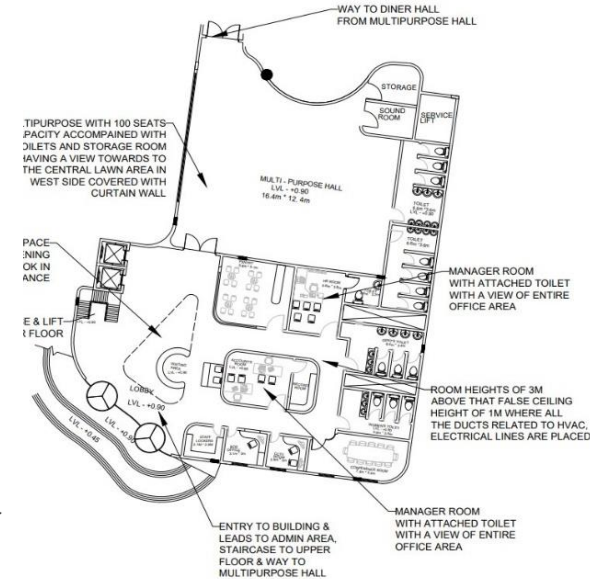 WAY TO DINER HALL
FROM MULTIPURPOSE HALL
STORAGE
SOUND
ROOM
SERVICE
LIFT
TIPURPOSE WITH 100 SEATS
PACITY ACCOMPAINED WITH
OILETS AND STORAGE ROOM
HAVING A VIEW TOWARDS TO
THE CENTRAL LAWN AREA IN
WEST SIDE COVERED WITH
CURTAIN WALL
MULTI - PURPOSE HALL
LVL - +0.90
16.4m * 12. 4m
TOILET
TOILET
PACE
ENING
OK IN
ANCE
MANAGER ROOM
WITH ATTACHED TOILET
WITH A VIEW OF ENTIRE
OFFICE AREA
E & LIFT
R FLOOR
LOBBY
LVL - +0.90
LVL - +0.45
ROOM HEIGHTS OF 3M
ABOVE THAT FALSE CEILING
HEIGHT OF 1M WHERE ALL
THE DUCTS RELATED TO HVAC,
ELECTRICAL LINES ARE PLACED
MANAGER ROOM
WITH ATTACHED TOILET
WITH A VIEW OF ENTIRE
OFFICE AREA
ENTRY TO BUILDING &
LEADS TO ADMIN AREA,
STAIRCASE TO UPPER
FLOOR & WAY TO
MULTIPURPOSE HALL